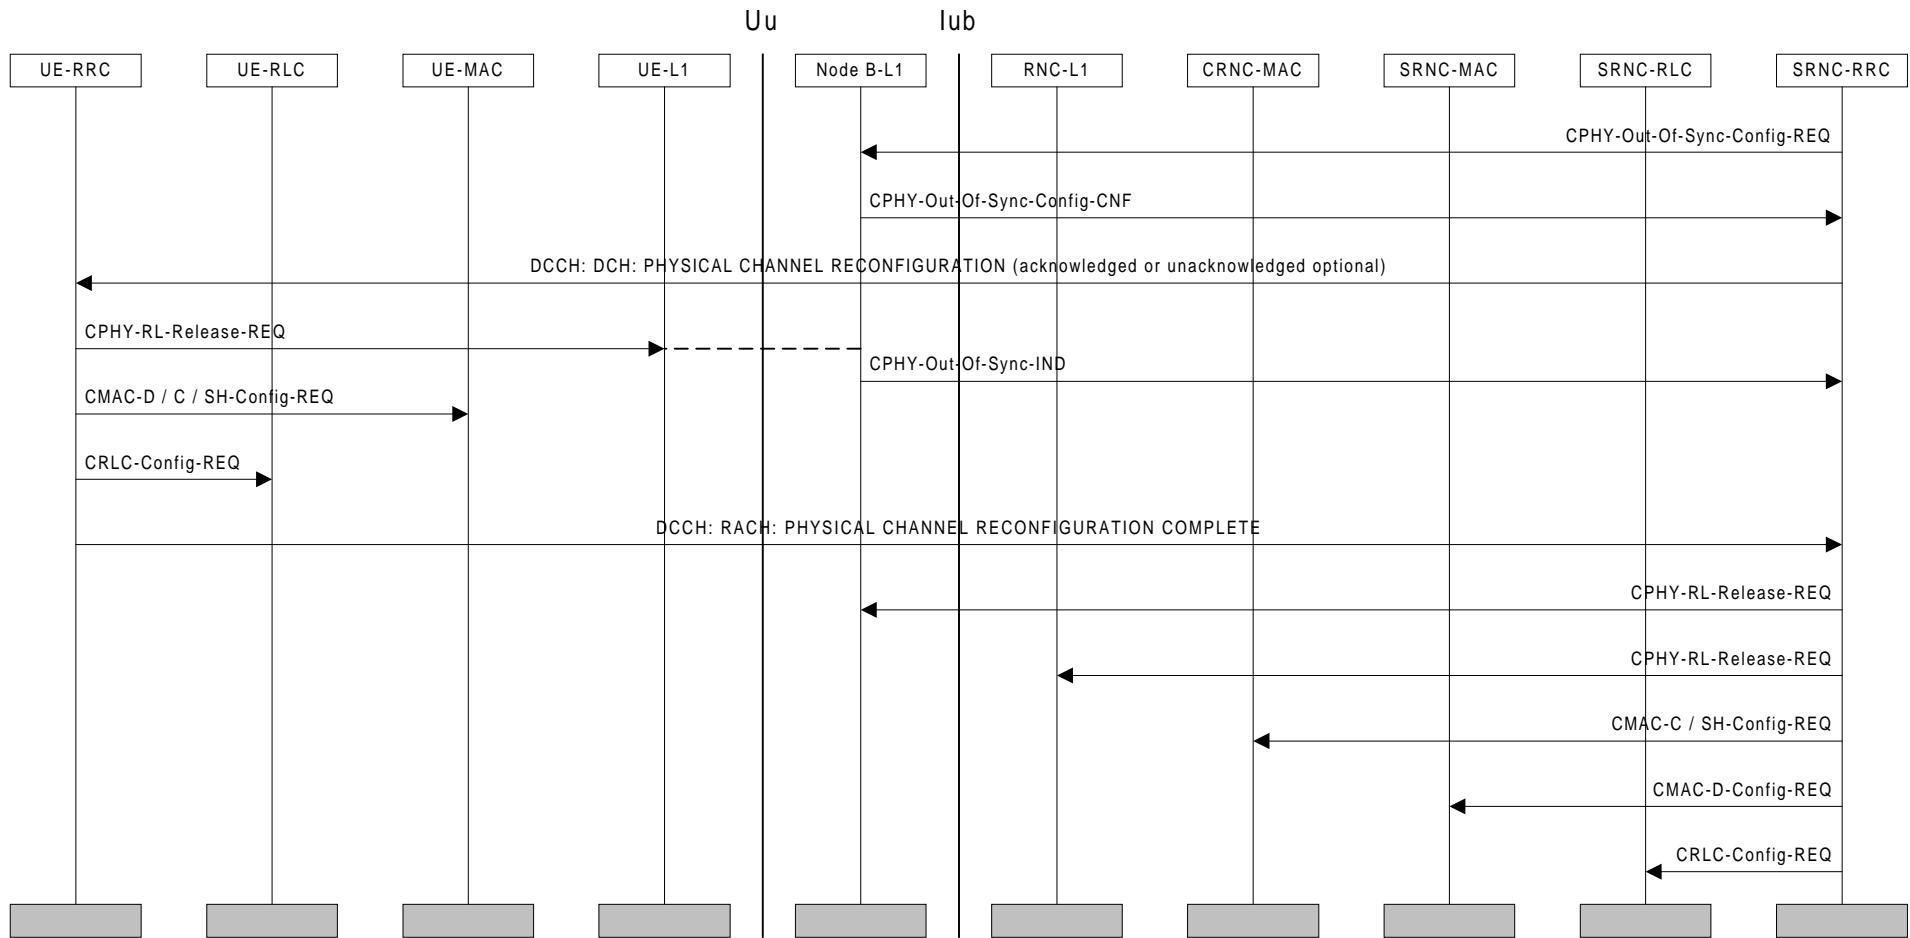 Uu
Iub
UE-RRC
UE-RLC
UE-MAC
UE-L1
Node B-L1
RNC-L1
CRNC-MAC
SRNC-MAC
SRNC-RLC
SRNC-RRC
CPHY-Out-Of-Sync-Config-REQ
CPHY-Out-Of-Sync-Config-CNF
DCCH: DCH: PHYSICAL CHANNEL RECONFIGURATION (acknowledged or unacknowledged optional)
CPHY-RL-Release-REQ
CPHY-Out-Of-Sync-IND
CMAC-D / C / SH-Config-REQ
CRLC-Config-REQ
DCCH: RACH: PHYSICAL CHANNEL RECONFIGURATION COMPLETE
CPHY-RL-Release-REQ
CPHY-RL-Release-REQ
CMAC-C / SH-Config-REQ
CMAC-D-Config-REQ
CRLC-Config-REQ